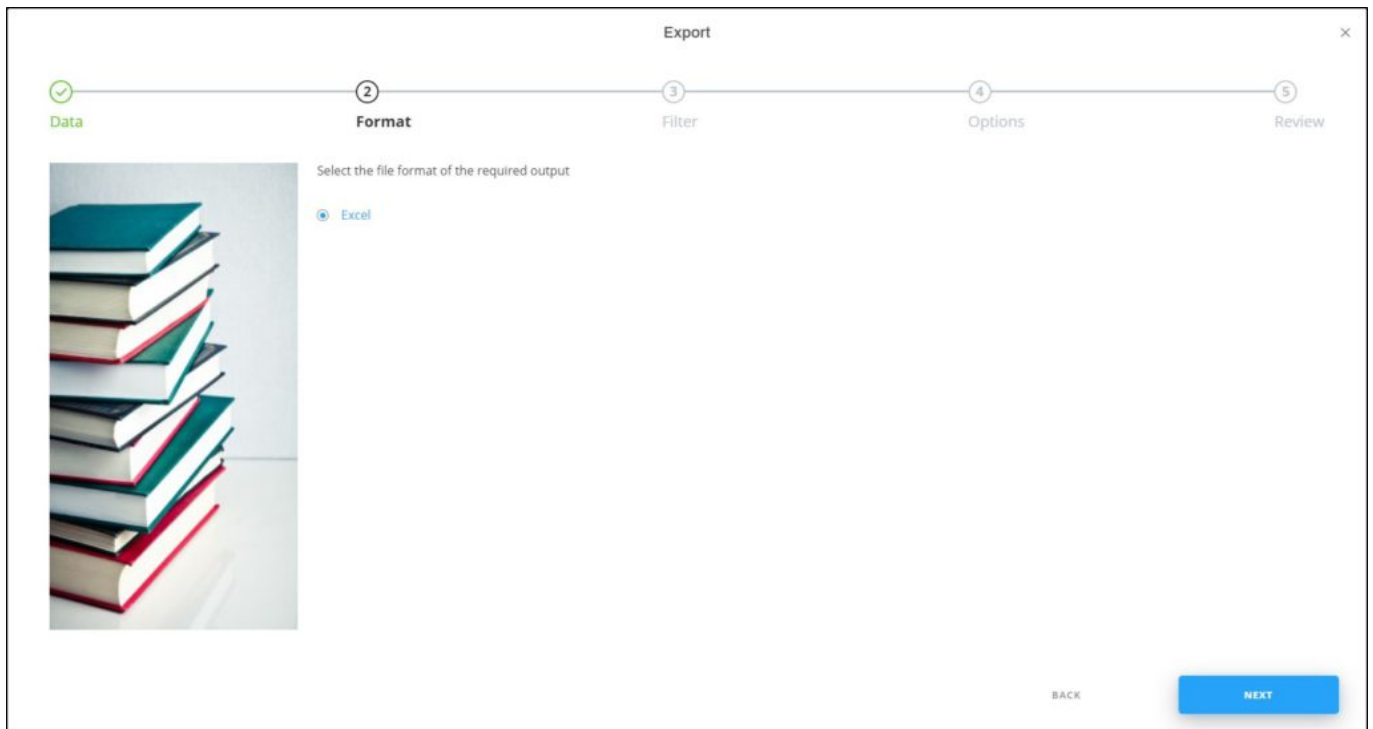 Export
×
2
3
4
5
Data
Format
Filter
Options
Review
Select the file format of the required output
Excel
BACK
NEXT